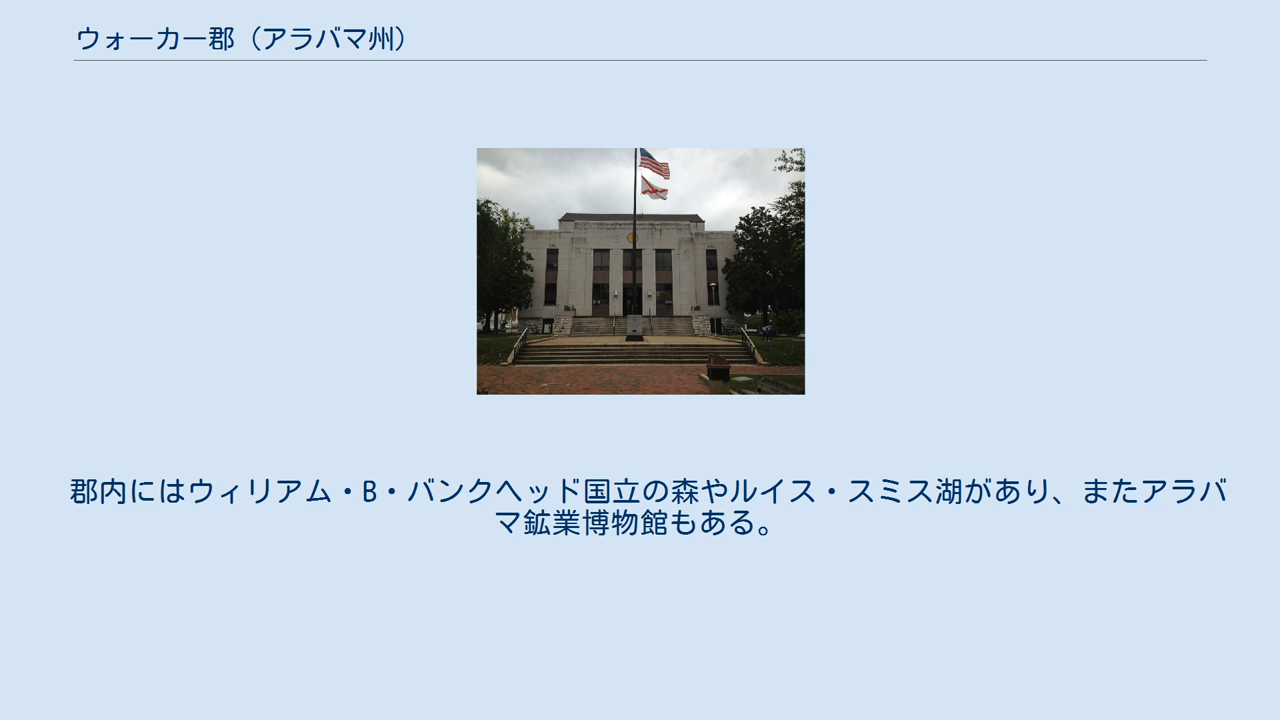 ウォーカー郡（アラバマ州）
郡内にはウィリアム・B・バンクヘッド国立の森やルイス・スミス湖があり、またアラバ
マ鉱業博物館もある。